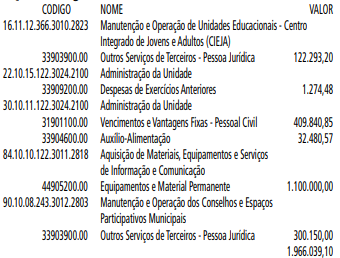 CODIGO NOME VALOR
16.11.12.366.3010.2823 Manutenção e Operação de Unidades Educacionais - Centro
Integrado de Jovens e Adultos (CIEJA)
33903900.00 Outros Serviços de Terceiros - Pessoa Jurídica 122.293,20
22.10.15.122.3024.2100 Administração da Unidade
33909200.00 Despesas de Exercícios Anteriores 1.274,48
30.10.11.122.3024.2100 Administração da Unidade
31901100.00 Vencimentos e Vantagens Fixas - Pessoal Civil 409.840,85
33904600.00 Auxílio-Alimentação 32.480,57
84.10.10.122.3011.2818 Aquisição de Materiais, Equipamentos e Serviços
de Informação e Comunicação
44905200.00 Equipamentos e Material Permanente 1.100.000,00
90.10.08.243.3012.2803 Manutenção e Operação dos Conselhos e Espaços
Participativos Municipais
33903900.00 Outros Serviços de Terceiros - Pessoa Jurídica 300.150,00
1.966.039,10